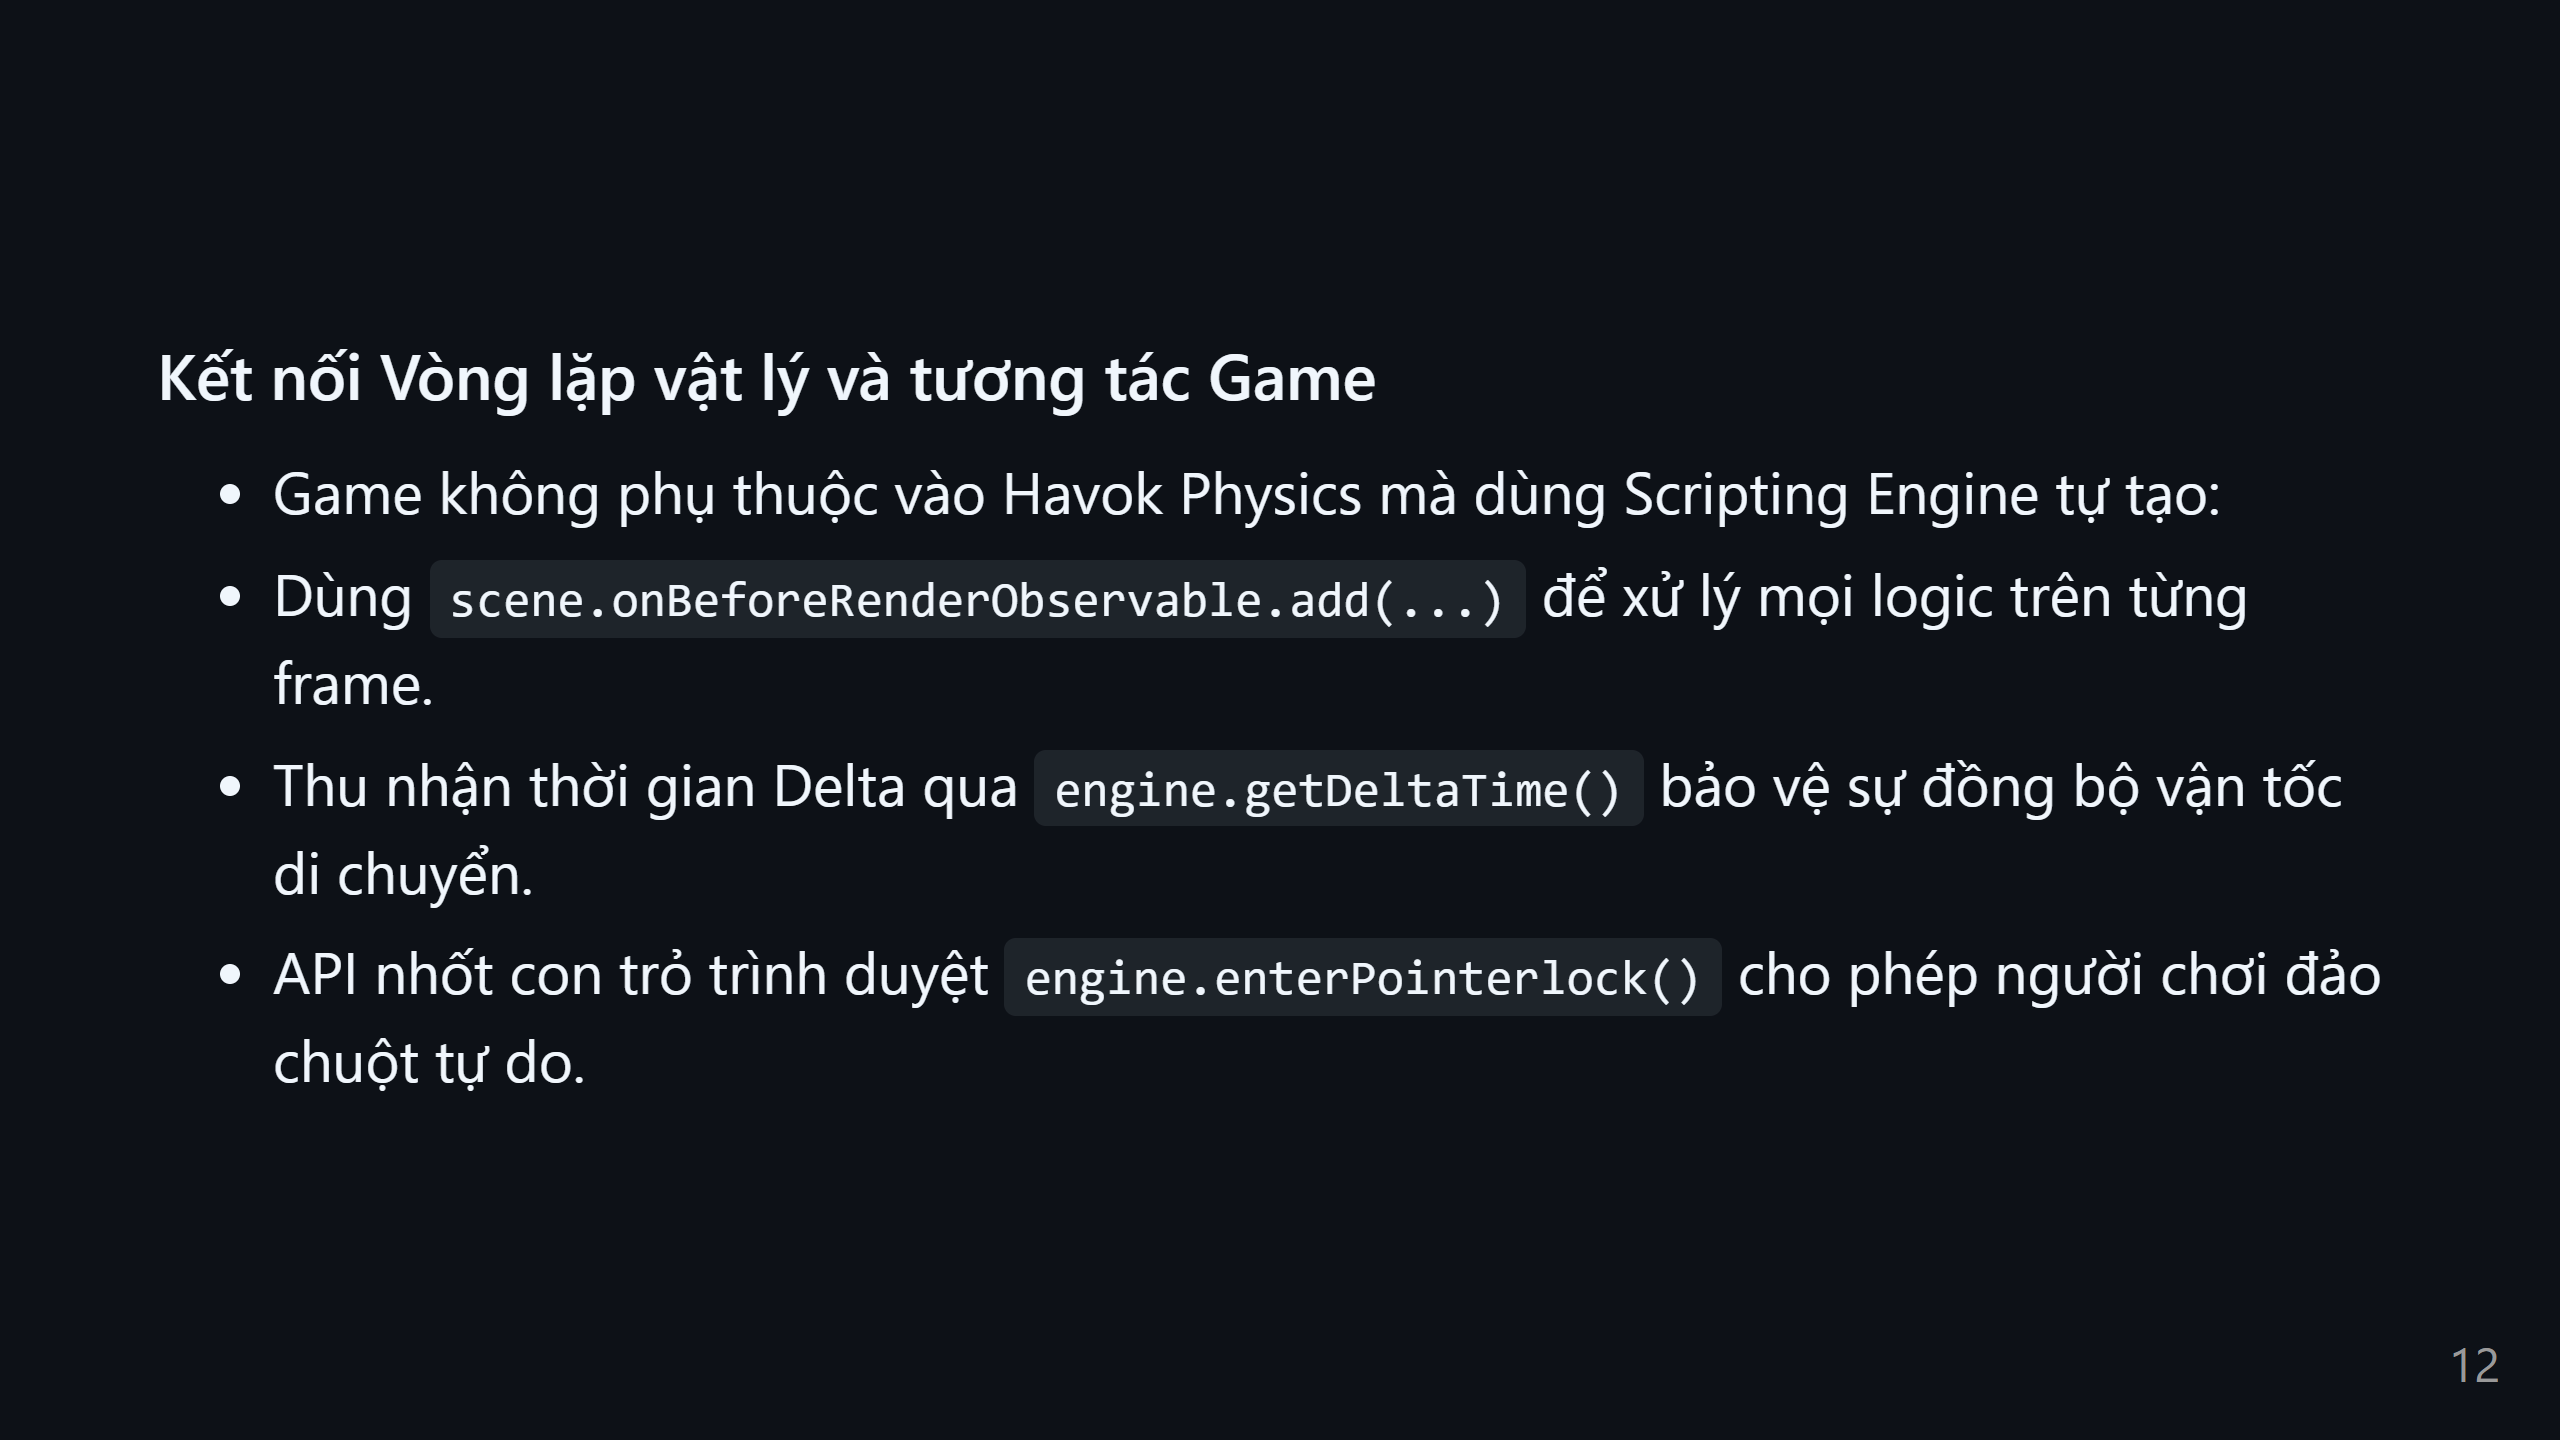 Kết nối Vòng lặp vật lý và tương tác Game
• Game không phụ thuộc vào Havok Physics mà dùng Scripting Engine tự tạo:
• Dùng scene.onBeforeRenderObservable.add(...) để xử lý mọi logic trên từng
frame.
• Thu nhận thời gian Delta qua engine.getDeltaTime() bảo vệ sự đồng bộ vận tốc
di chuyển.
• API nhốt con trỏ trình duyệt engine.enterPointerlock() cho phép người chơi đảo
chuột tự do.
12